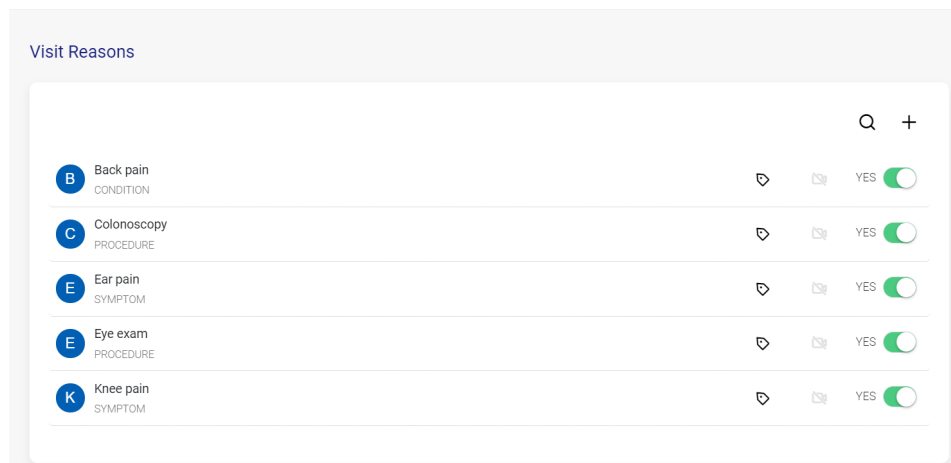 Visit Reasons
B Back pain
CONDITION
YES
C Colonoscopy
PROCEDURE
YES
E Ear pain
SYMPTOM
YES
E Eye exam
PROCEDURE
YES
K Knee pain
SYMPTOM
YES